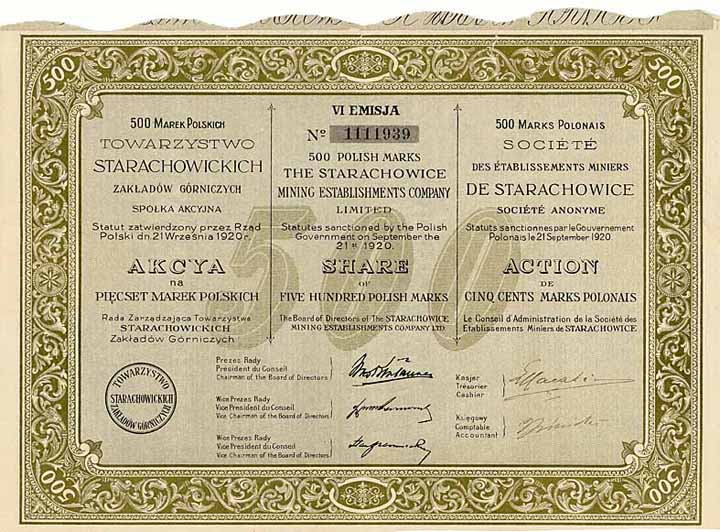 500
500
500 MAREK POLSKICH
TOWARZYSTWO
STARACHOWICKICH
ZAKŁADÓW GÓRNICZYCH
SPÓŁKA AKCYJNA
Statut zatwierdzony przez Rząd
Polski dn. 21 Września 1920 r.
AKCYA
na
PIĘCSET MAREK POLSKICH
Rada Zarządzająca Towarzystwa
STARACHOWICKICH
Zakładów Górniczych
VI EMISJA
No 1111939
500 POLISH MARKS
THE STARACHOWICE
MINING ESTABLISHMENTS COMPANY
LIMITED
Statutes sanctioned by the Polish
Government on September the
21st 1920.
SHARE
OF
FIVE HUNDRED POLISH MARKS
The Board of Directors of The STARACHOWICE
MINING ESTABLISHMENTS COMPANY LTD.
500 MARKS POLONAIS
SOCIÉTÉ
DES ÉTABLISSEMENTS MINIERS
DE STARACHOWICE
SOCIÉTÉ ANONYME
Statuts sanctionnes par le Gouvernement
Polonais le 21 September 1920.
ACTION
DE
CINQ CENTS MARKS POLONAIS
Le Conseil d'Administration de la Société des
Etablissements Miniers de STARACHOWICE
500
TOWARZYSTWO
STARACHOWICKICH
ZAKŁADÓW GÓRNICZYCH
Prezes Rady
Président du Conseil
Chairman of the Board of Directors
Wice Prezes Rady
Vice Président du Conseil
Vice Chairman of the Board of Directors
Wice Prezes Rady
Vice Président du Conseil
Vice Chairman of the Board of Directors
Kasjer
Trésorier
Cashier
Księgowy
Comptable
Accountant
500
500